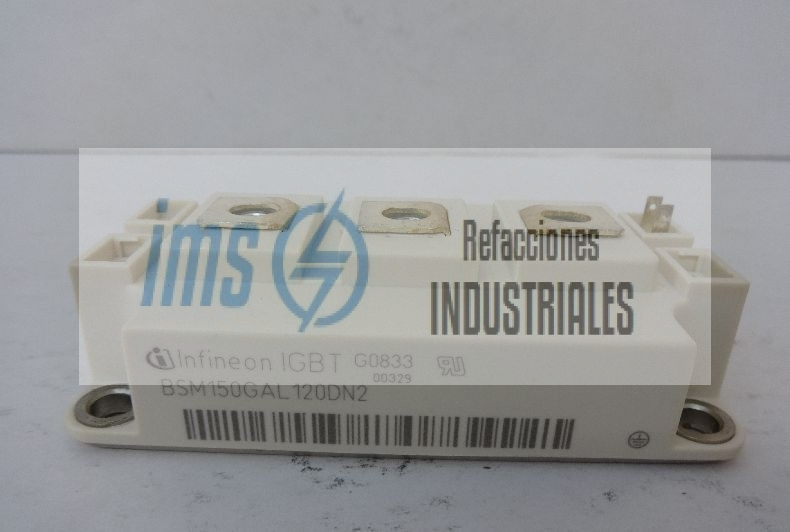 ims
Refacciones
INDUSTRIALES
Infineon IGBT G0833
00329
BSM150GAL120DN2